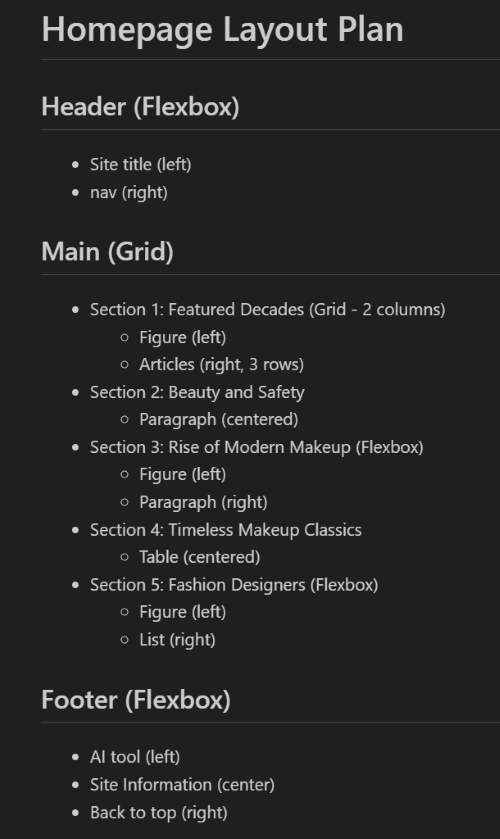 Homepage Layout Plan
Header (Flexbox)
Site title (left)
nav (right)
Main (Grid)
Section 1: Featured Decades (Grid - 2 columns)
Figure (left)
Articles (right, 3 rows)
Section 2: Beauty and Safety
Paragraph (centered)
Section 3: Rise of Modern Makeup (Flexbox)
Figure (left)
Paragraph (right)
Section 4: Timeless Makeup Classics
Table (centered)
Section 5: Fashion Designers (Flexbox)
Figure (left)
List (right)
Footer (Flexbox)
AI tool (left)
Site Information (center)
Back to top (right)